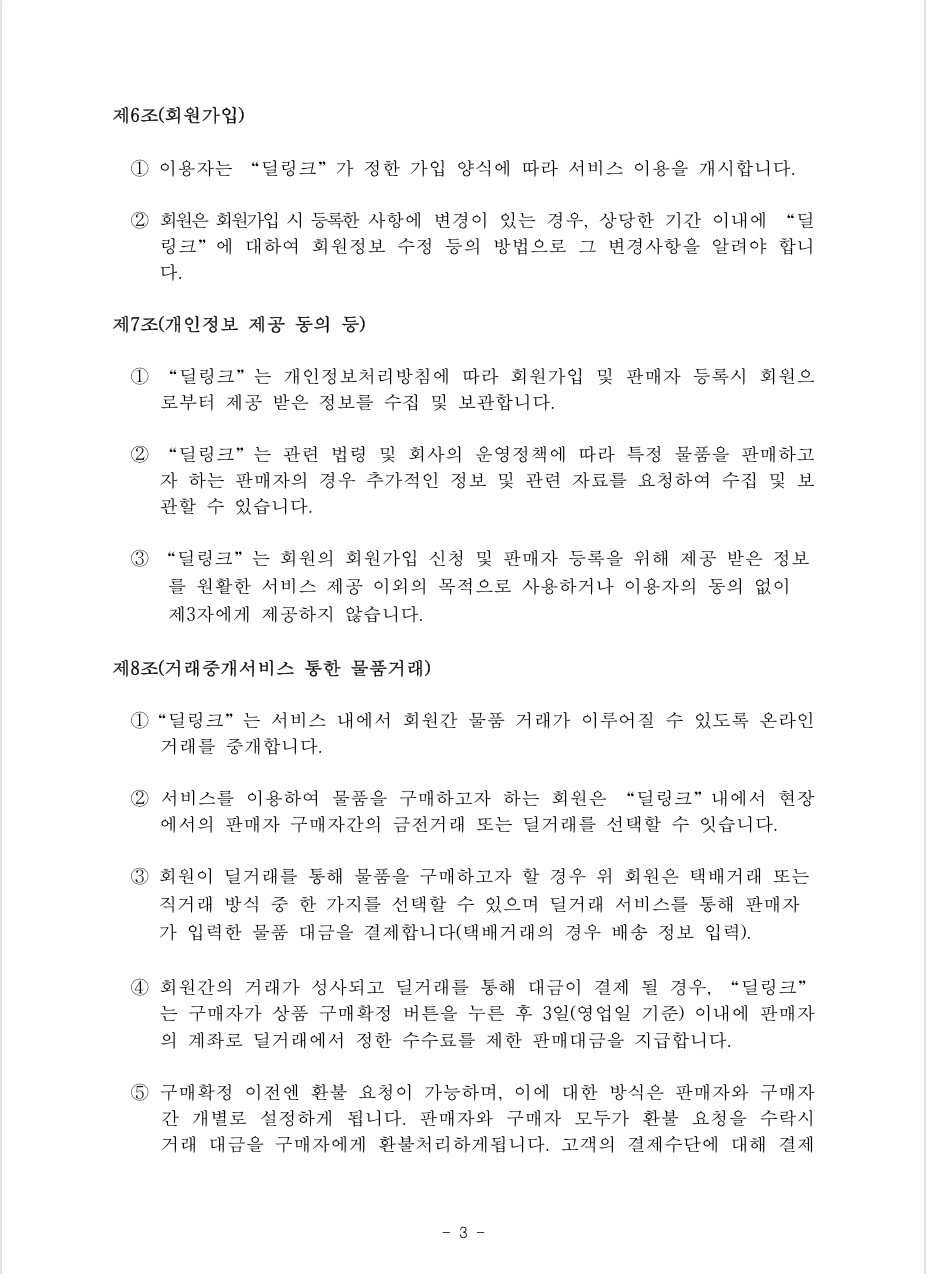 제6조(회원가입)
① 이용자는 “딜링크”가 정한 가입 양식에 따라 서비스 이용을 개시합니다.
② 회원은 회원가입 시 등록한 사항에 변경이 있는 경우, 상당한 기간 이내에 “딜
링크”에 대하여 회원정보 수정 등의 방법으로 그 변경사항을 알려야 합니
다.
제7조(개인정보 제공 동의 등)
① “딜링크”는 개인정보처리방침에 따라 회원가입 및 판매자 등록시 회원으
로부터 제공 받은 정보를 수집 및 보관합니다.
② “딜링크”는 관련 법령 및 회사의 운영정책에 따라 특정 물품을 판매하고
자 하는 판매자의 경우 추가적인 정보 및 관련 자료를 요청하여 수집 및 보
관할 수 있습니다.
③ “딜링크”는 회원의 회원가입 신청 및 판매자 등록을 위해 제공 받은 정보
를 원활한 서비스 제공 이외의 목적으로 사용하거나 이용자의 동의 없이
제3자에게 제공하지 않습니다.
제8조(거래중개서비스 통한 물품거래)
① “딜링크”는 서비스 내에서 회원간 물품 거래가 이루어질 수 있도록 온라인
거래를 중개합니다.
② 서비스를 이용하여 물품을 구매하고자 하는 회원은 “딜링크”내에서 현장
에서의 판매자 구매자간의 금전거래 또는 딜거래를 선택할 수 잇습니다.
③ 회원이 딜거래를 통해 물품을 구매하고자 할 경우 위 회원은 택배거래 또는
직거래 방식 중 한 가지를 선택할 수 있으며 딜거래 서비스를 통해 판매자
가 입력한 물품 대금을 결제합니다(택배거래의 경우 배송 정보 입력).
④ 회원간의 거래가 성사되고 딜거래를 통해 대금이 결제 될 경우, “딜링크”
는 구매자가 상품 구매확정 버튼을 누른 후 3일(영업일 기준) 이내에 판매자
의 계좌로 딜거래에서 정한 수수료를 제한 판매대금을 지급합니다.
⑤ 구매확정 이전엔 환불 요청이 가능하며, 이에 대한 방식은 판매자와 구매자
간 개별로 설정하게 됩니다. 판매자와 구매자 모두가 환불 요청을 수락시
거래 대금을 구매자에게 환불처리하게됩니다. 고객의 결제수단에 대해 결제
- 3 -